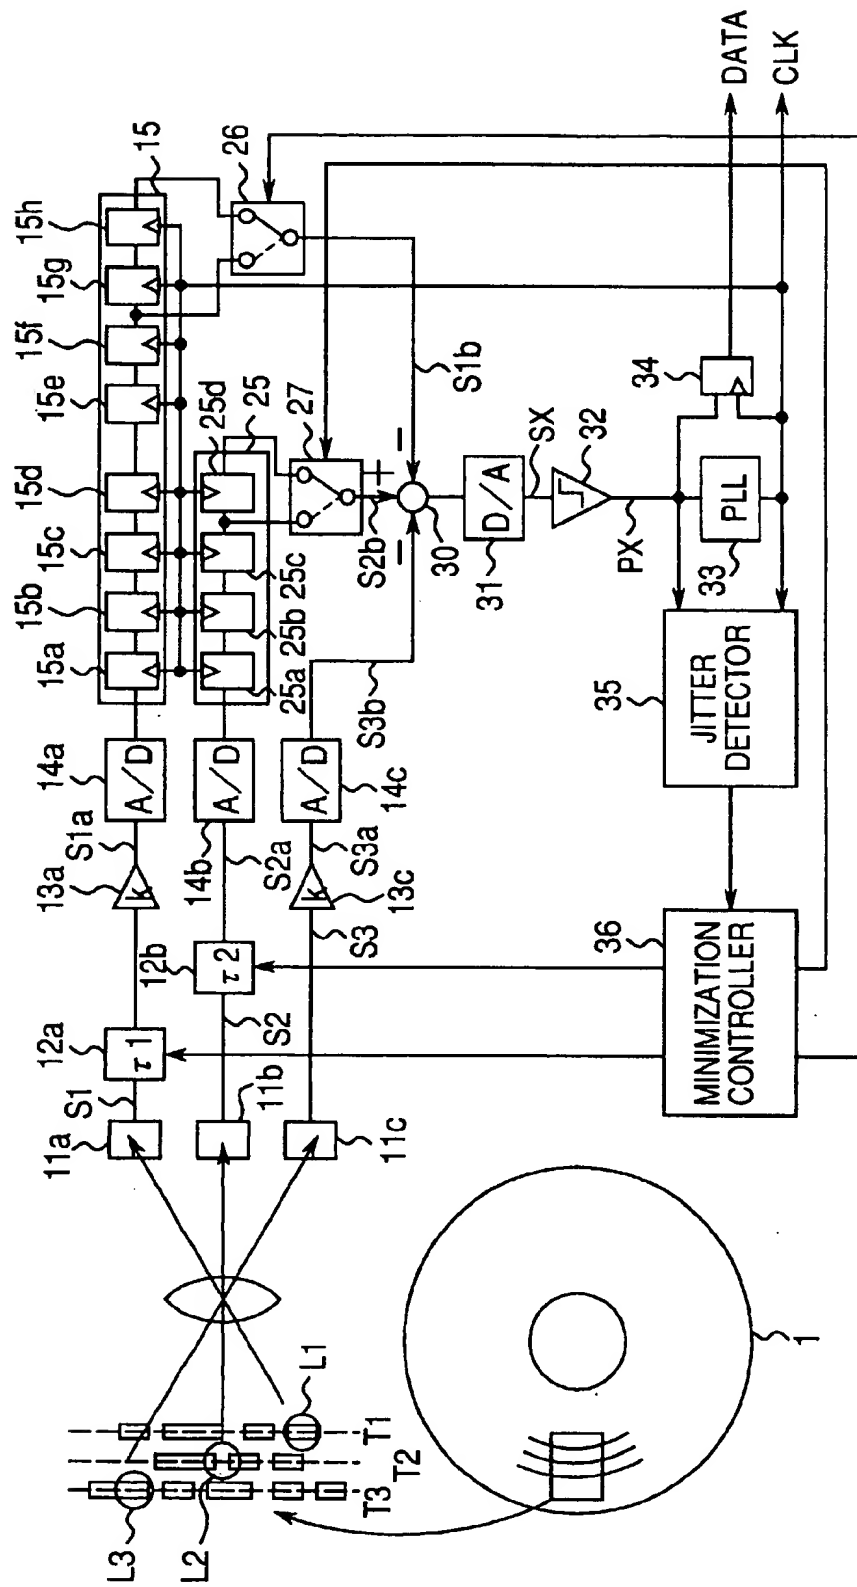 15
15h
15g
15f
15e
15d
15c
15b
15a
26
25
25d
27
25c
25b
25a
14a
A/D
S1a
13a
k
12a
τ1
S1
11a
14b
A/D
S2a
12b
τ2
S2
11b
14c
A/D
S3a
13c
k
S3
11c
S1b
S2b
S3b
+
−
−
30
31
D/A
SX
32
PX
33
PLL
34
DATA
CLK
35
JITTER
DETECTOR
36
MINIMIZATION
CONTROLLER
L1
L2
L3
T1
T2
T3
1